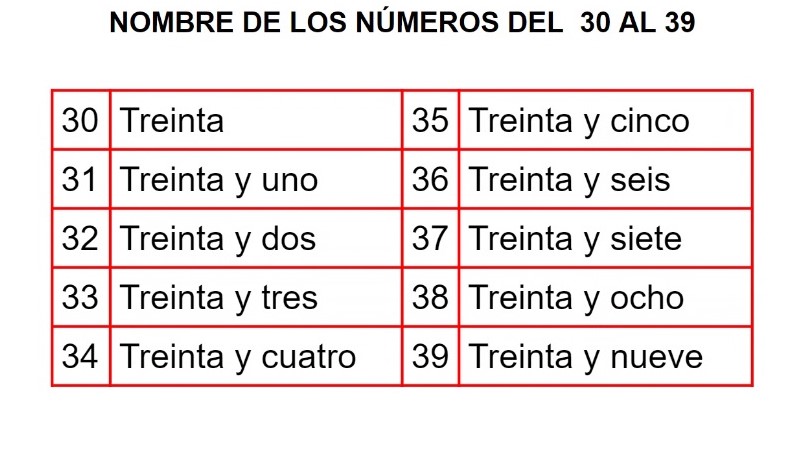 NOMBRE DE LOS NÚMEROS DEL 30 AL 39
30 Treinta 35 Treinta y cinco
31 Treinta y uno 36 Treinta y seis
32 Treinta y dos 37 Treinta y siete
33 Treinta y tres 38 Treinta y ocho
34 Treinta y cuatro 39 Treinta y nueve